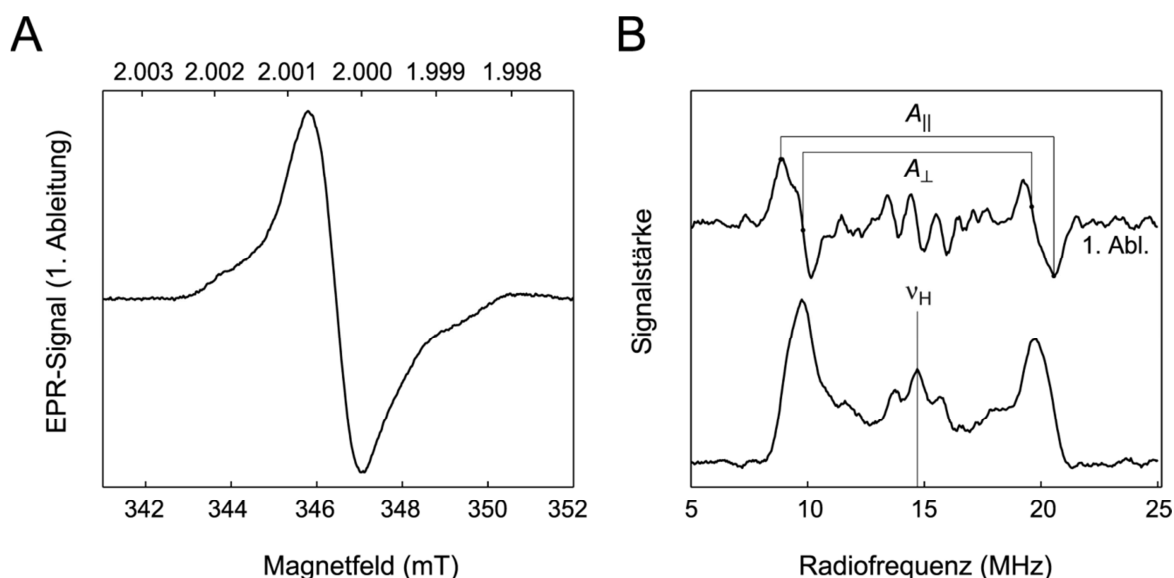 A
2.003 2.002 2.001 2.000 1.999 1.998
EPR-Signal (1. Ableitung)
342 344 346 348 350 352
Magnetfeld (mT)
B
A||
A⊥
1. Abl.
νH
Signalstärke
5 10 15 20 25
Radiofrequenz (MHz)